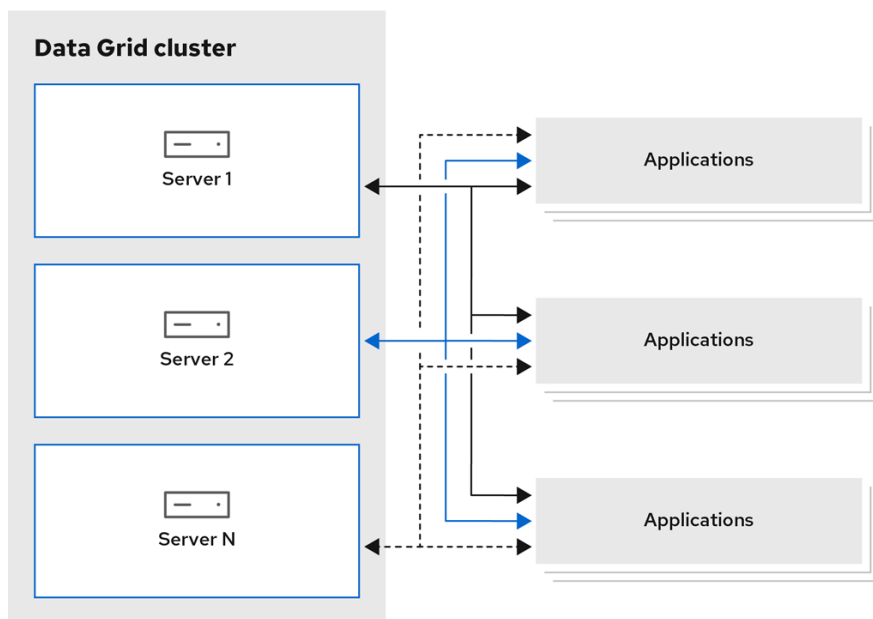 Data Grid cluster
Server 1
Applications
Server 2
Applications
Server N
Applications